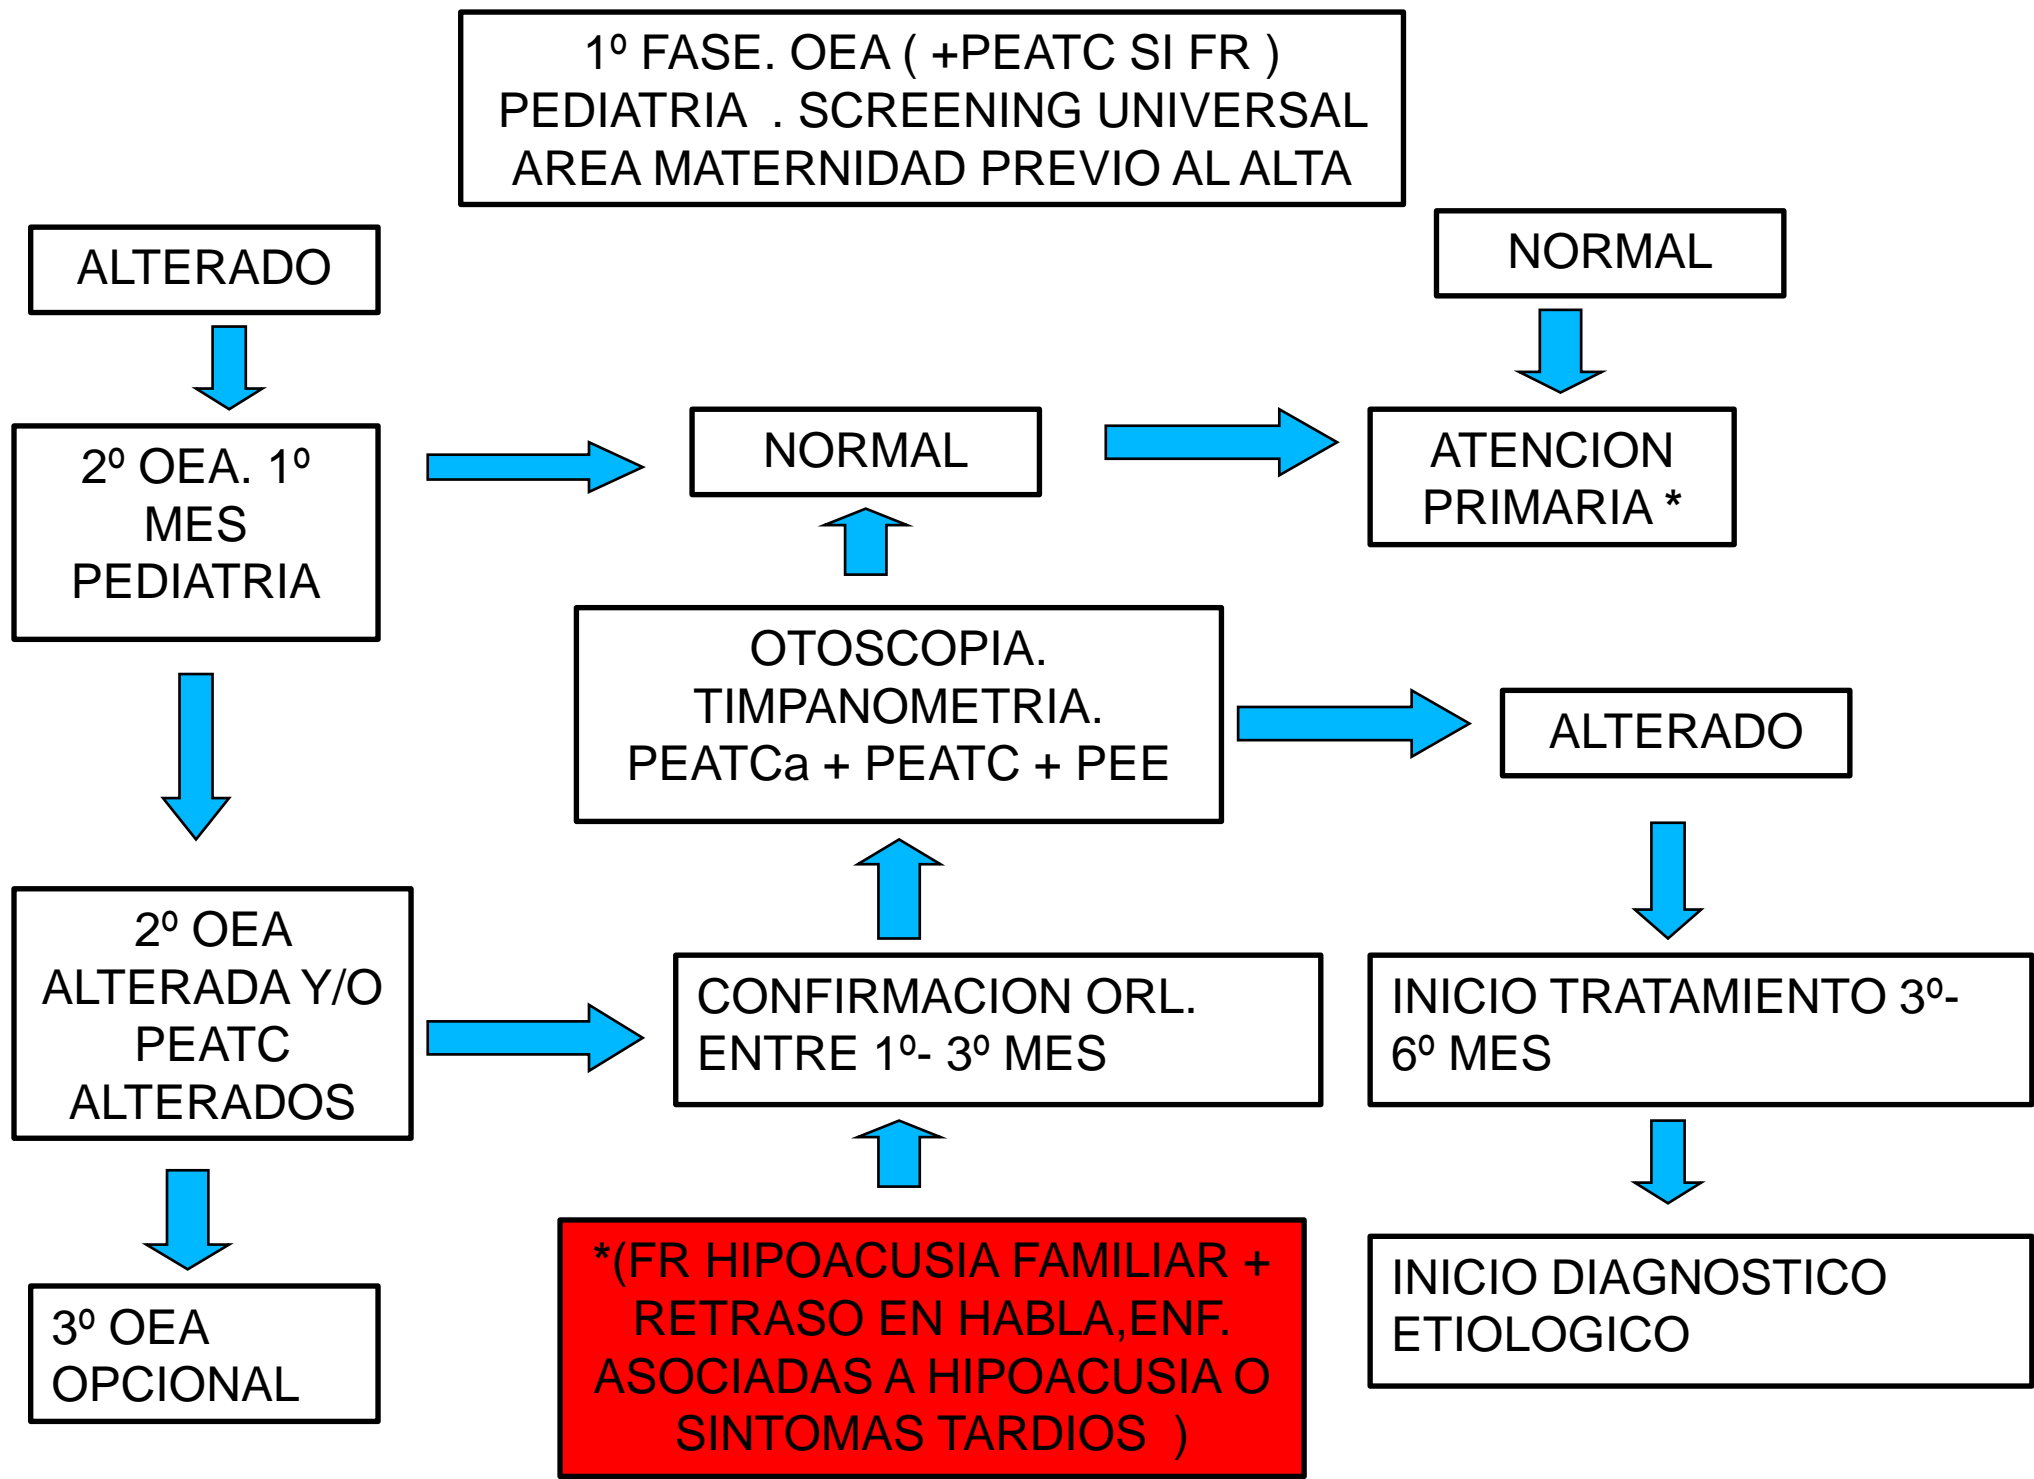 1º FASE. OEA ( +PEATC SI FR )
PEDIATRIA . SCREENING UNIVERSAL
AREA MATERNIDAD PREVIO AL ALTA
ALTERADO
NORMAL
2º OEA. 1º
MES
PEDIATRIA
NORMAL
ATENCION
PRIMARIA *
OTOSCOPIA.
TIMPANOMETRIA.
PEATCa + PEATC + PEE
ALTERADO
2º OEA
ALTERADA Y/O
PEATC
ALTERADOS
CONFIRMACION ORL.
ENTRE 1º- 3º MES
INICIO TRATAMIENTO 3º-
6º MES
3º OEA
OPCIONAL
*(FR HIPOACUSIA FAMILIAR +
RETRASO EN HABLA,ENF.
ASOCIADAS A HIPOACUSIA O
SINTOMAS TARDIOS )
INICIO DIAGNOSTICO
ETIOLOGICO